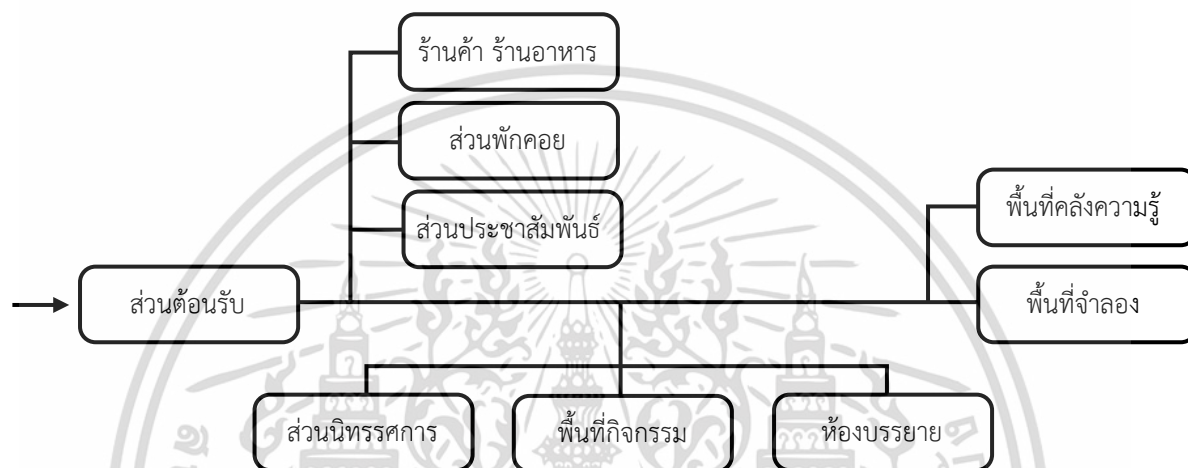 ร้านค้า ร้านอาหาร
ส่วนพักคอย
ส่วนประชาสัมพันธ์
พื้นที่คลังความรู้
ส่วนต้อนรับ
พื้นที่จำลอง
ส่วนนิทรรศการ
พื้นที่กิจกรรม
ห้องบรรยาย